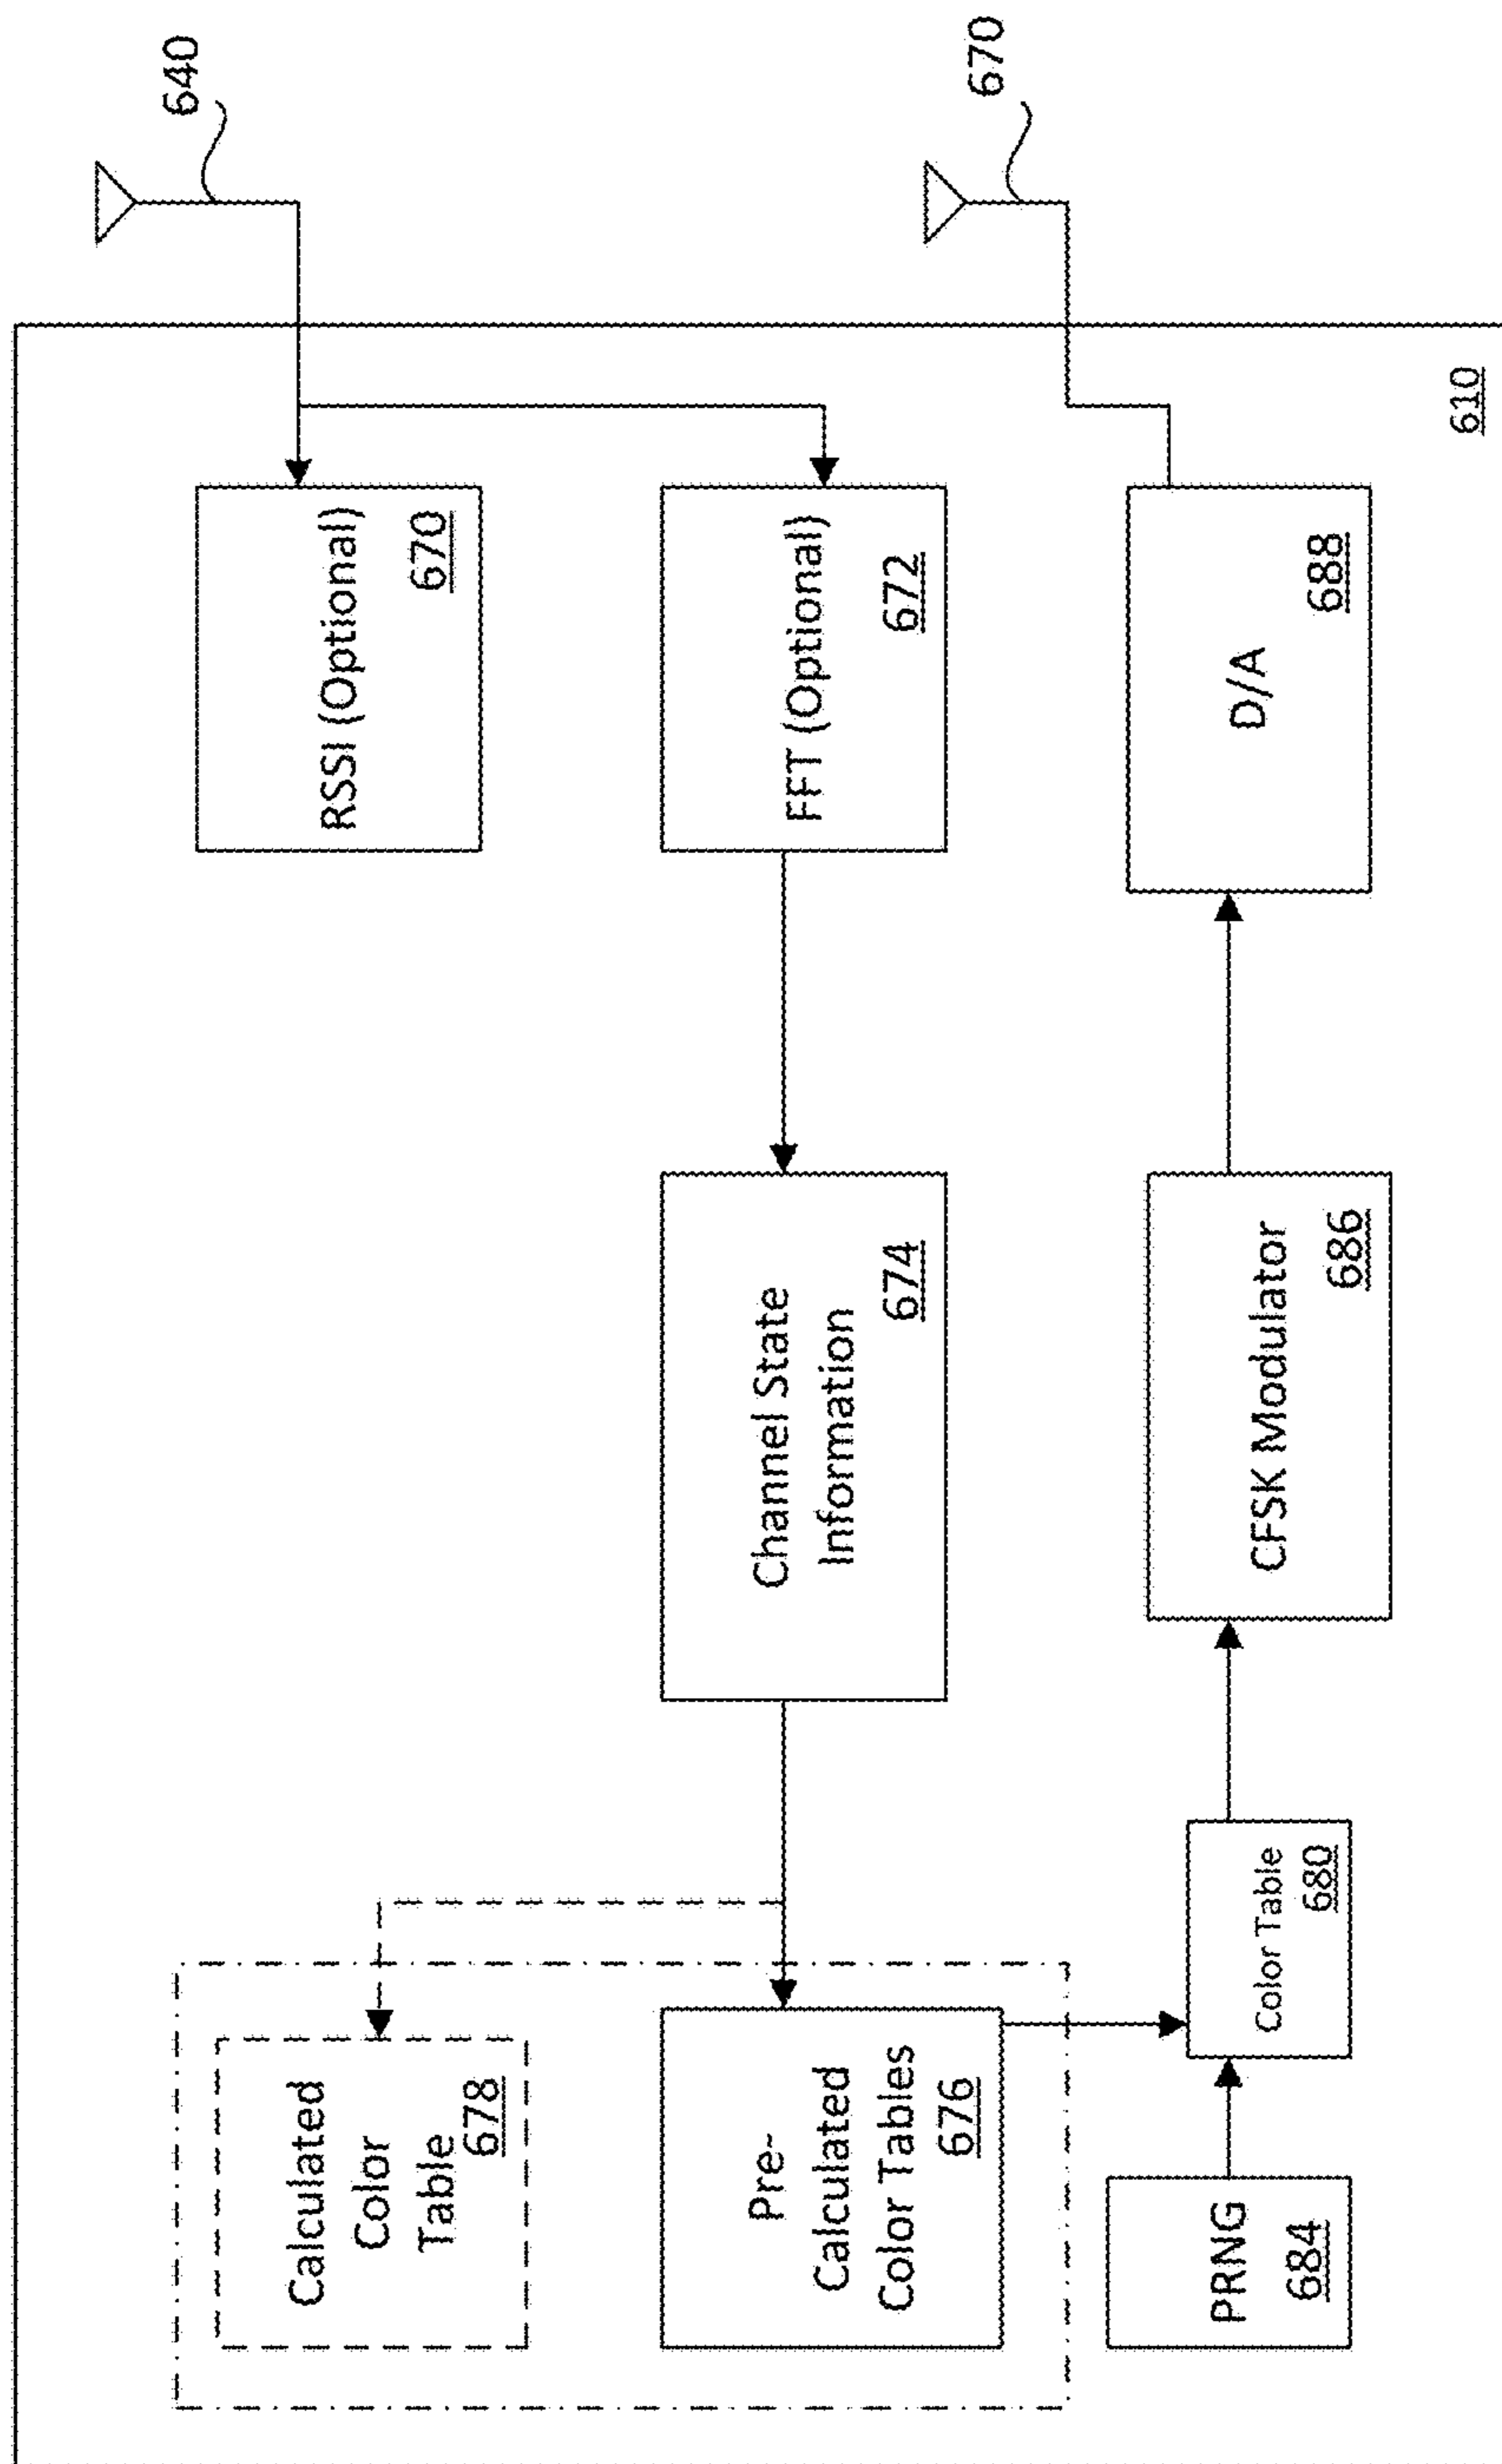 640
670
RSSI (Optional)
670
FFT (Optional)
672
D/A
688
610
Channel State
Information
674
CFSK Modulator
686
Calculated
Color
Table
678
Pre-
Calculated
Color Tables
676
Color Table
680
PRNG
684